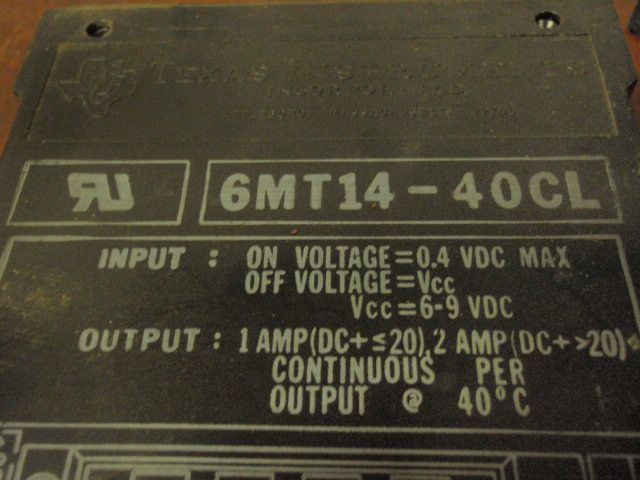 TEXAS INSTRUMENTS
INCORPORATED
6MT14-40CL
INPUT : ON VOLTAGE=0.4 VDC MAX
OFF VOLTAGE=Vcc
Vcc=6-9 VDC
OUTPUT : 1 AMP(DC+≤20), 2 AMP(DC+>20)
CONTINUOUS PER
OUTPUT @ 40°C